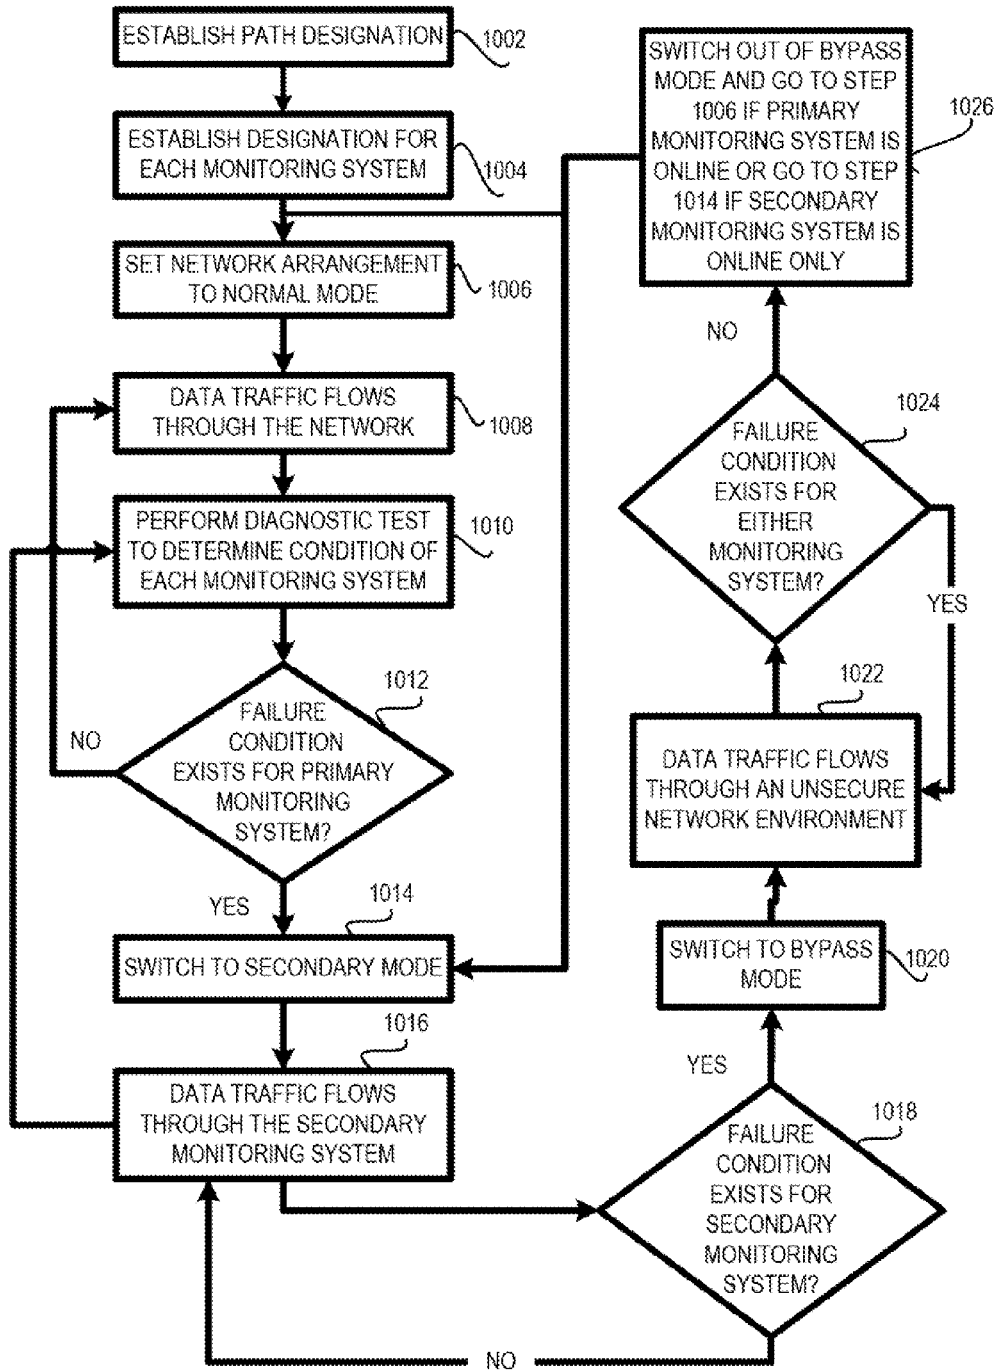 ESTABLISH PATH DESIGNATION
1002
ESTABLISH DESIGNATION FOR
EACH MONITORING SYSTEM
1004
SET NETWORK ARRANGEMENT
TO NORMAL MODE
1006
DATA TRAFFIC FLOWS
THROUGH THE NETWORK
1008
PERFORM DIAGNOSTIC TEST
TO DETERMINE CONDITION OF
EACH MONITORING SYSTEM
1010
1012
FAILURE
CONDITION
EXISTS FOR PRIMARY
MONITORING
SYSTEM?
NO
YES
1014
SWITCH TO SECONDARY MODE
1016
DATA TRAFFIC FLOWS
THROUGH THE SECONDARY
MONITORING SYSTEM
1018
FAILURE
CONDITION
EXISTS FOR
SECONDARY
MONITORING
SYSTEM?
NO
YES
SWITCH TO BYPASS
MODE
1020
1022
DATA TRAFFIC FLOWS
THROUGH AN UNSECURE
NETWORK ENVIRONMENT
1024
FAILURE
CONDITION
EXISTS FOR
EITHER
MONITORING
SYSTEM?
YES
NO
SWITCH OUT OF BYPASS
MODE AND GO TO STEP
1006 IF PRIMARY
MONITORING SYSTEM IS
ONLINE OR GO TO STEP
1014 IF SECONDARY
MONITORING SYSTEM IS
ONLINE ONLY
1026